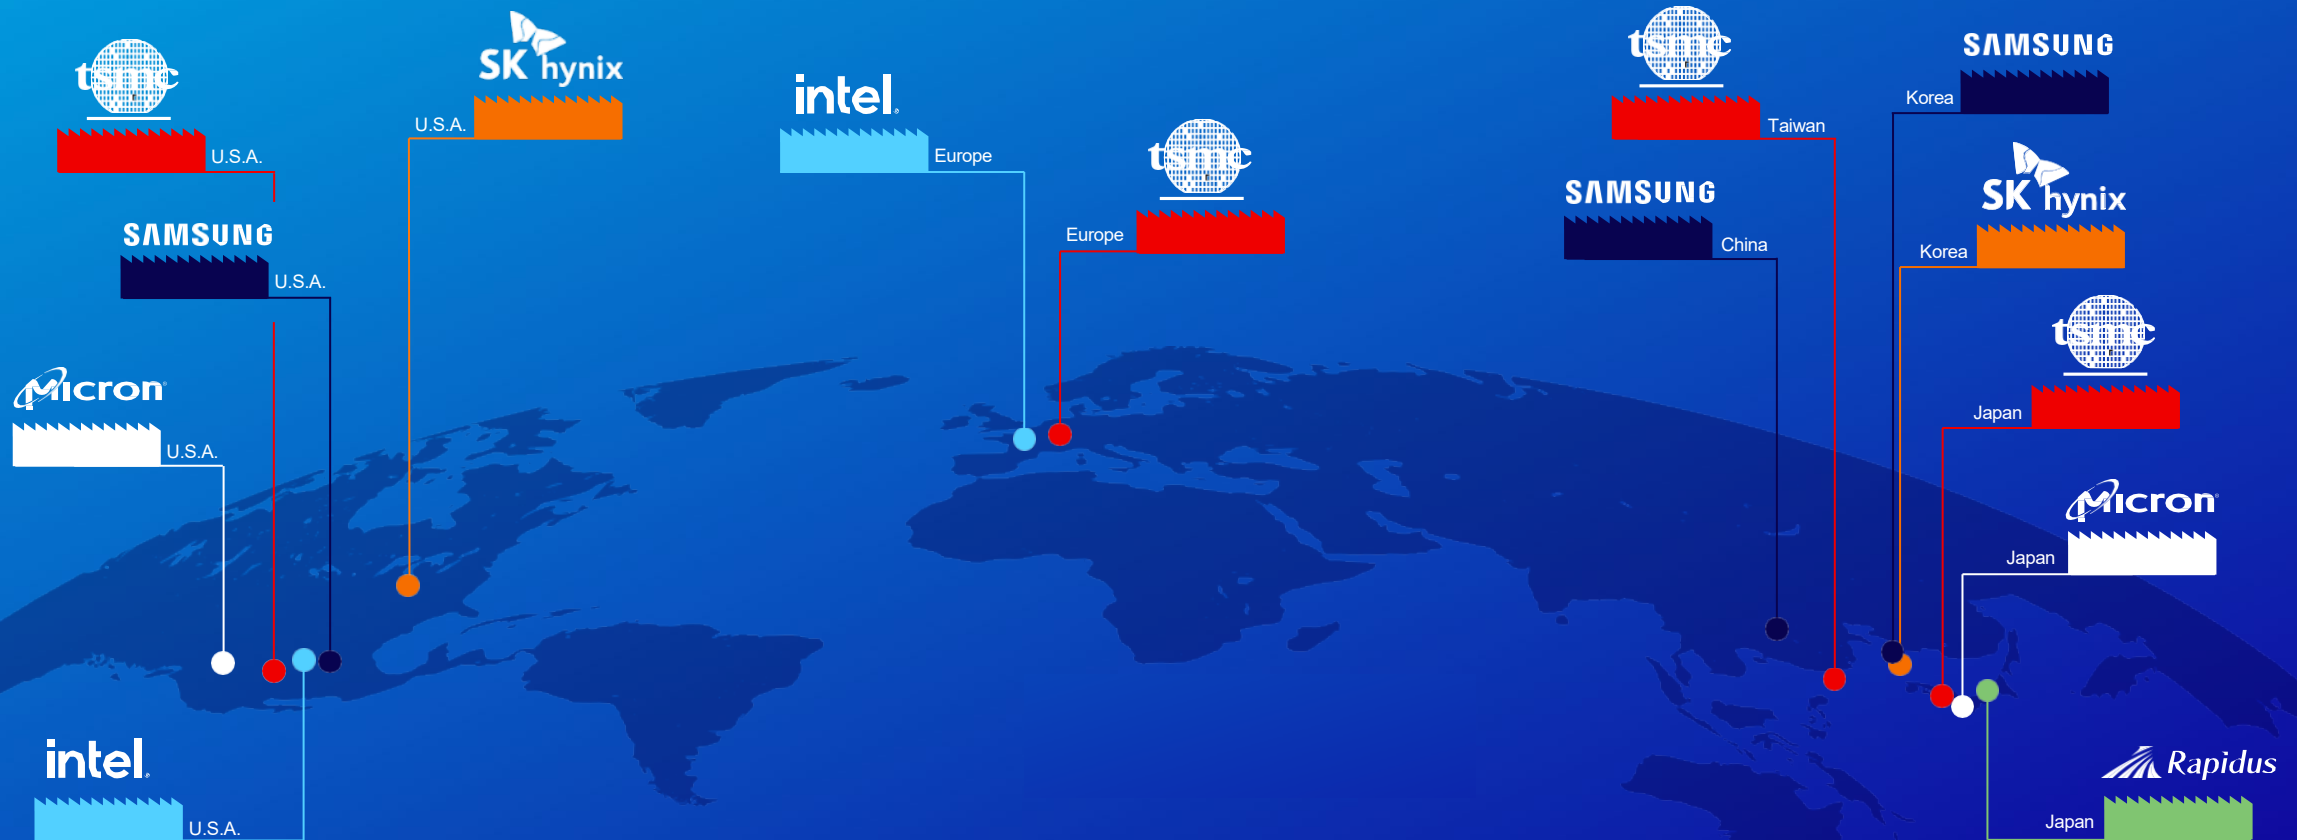 tsmc
U.S.A.
SK hynix
U.S.A.
SAMSUNG
U.S.A.
Micron
U.S.A.
intel.
U.S.A.
intel.
Europe
tsmc
Europe
tsmc
Taiwan
SAMSUNG
China
SAMSUNG
Korea
SK hynix
Korea
tsmc
Japan
Micron
Japan
Rapidus
Japan